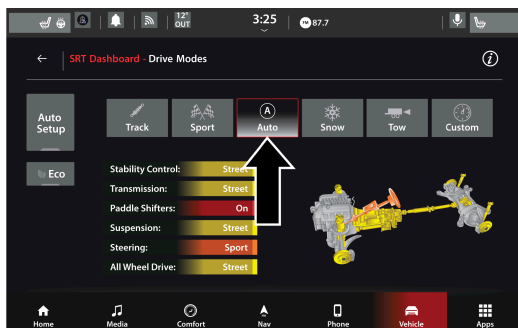 12°
OUT
3:25
FM 87.7
SRT Dashboard - Drive Modes
Auto
Setup
Track
Sport
A
Auto
Snow
Tow
Custom
Eco
Stability Control: Street
Transmission: Street
Paddle Shifters: On
Suspension: Street
Steering: Sport
All Wheel Drive: Street
Home
Media
Comfort
Nav
Phone
Vehicle
Apps